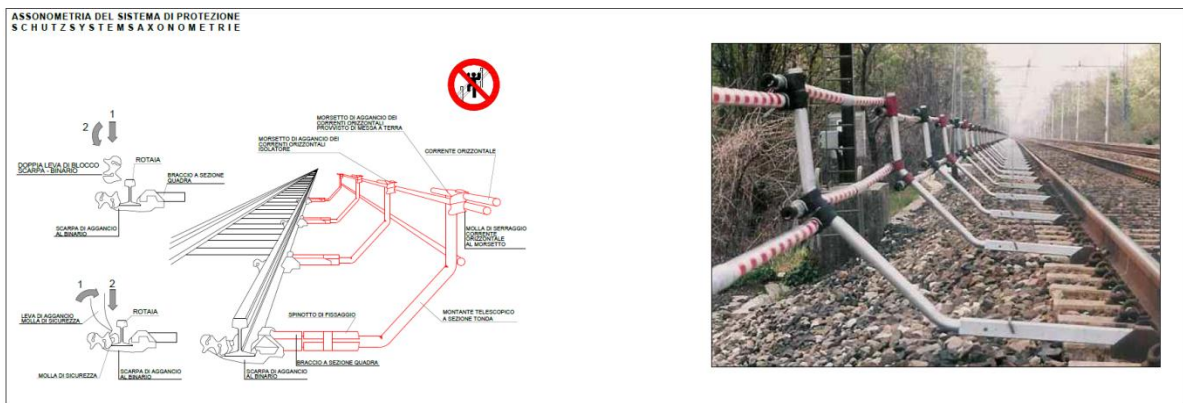 ASSONOMETRIA DEL SISTEMA DI PROTEZIONE
SCHUTZSYSTEMSAXONOMETRIE
MORSETTO DI AGGANCIO DEI
CORRENTI ORIZZONTALI
PROVVISTO DI MESSA A TERRA
MORSETTO DI AGGANCIO DEI
CORRENTI ORIZZONTALI
ISOLATORE
CORRENTE ORIZZONTALE
1
2
DOPPIA LEVA DI BLOCCO
SCARPA - BINARIO
ROTAIA
BRACCIO A SEZIONE
QUADRA
SCARPA DI AGGANCIO
AL BINARIO
MOLLA DI SERRAGGIO
CORRENTE
ORIZZONTALE
AL MORSETTO
1
2
LEVA DI AGGANCIO
MOLLA DI SICUREZZA
ROTAIA
SPINOTTO DI FISSAGGIO
MONTANTE TELESCOPICO
A SEZIONE TONDA
BRACCIO A SEZIONE QUADRA
MOLLA DI SICUREZZA
SCARPA DI AGGANCIO
AL BINARIO
SCARPA DI AGGANCIO
AL BINARIO